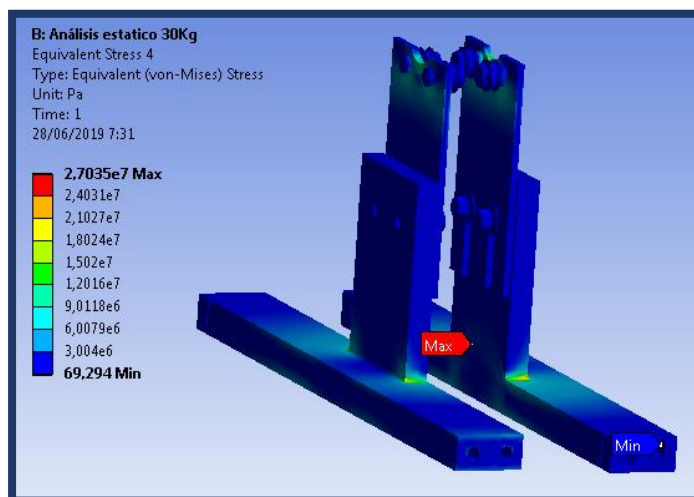 B: Análisis estatico 30Kg
Equivalent Stress 4
Type: Equivalent (von-Mises) Stress
Unit: Pa
Time: 1
28/06/2019 7:31
2,7035e7 Max
2,4031e7
2,1027e7
1,8024e7
1,502e7
1,2016e7
9,0118e6
6,0079e6
3,004e6
69,294 Min
Max
Min